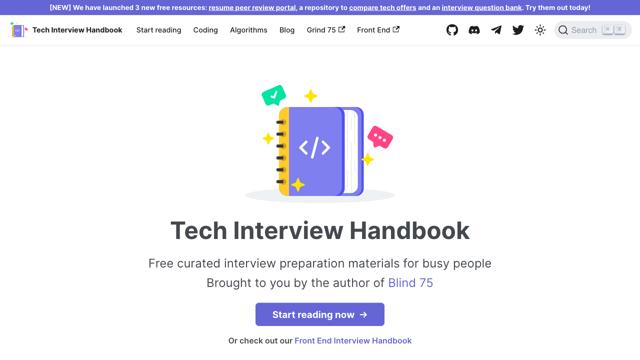 [NEW] We have launched 3 new free resources: resume peer review portal, a repository to compare tech offers and an interview question bank. Try them out today!
Tech Interview Handbook Start reading Coding Algorithms Blog Grind 75 Front End Search ⌘ K
</>
Tech Interview Handbook
Free curated interview preparation materials for busy people
Brought to you by the author of Blind 75
Start reading now →
Or check out our Front End Interview Handbook